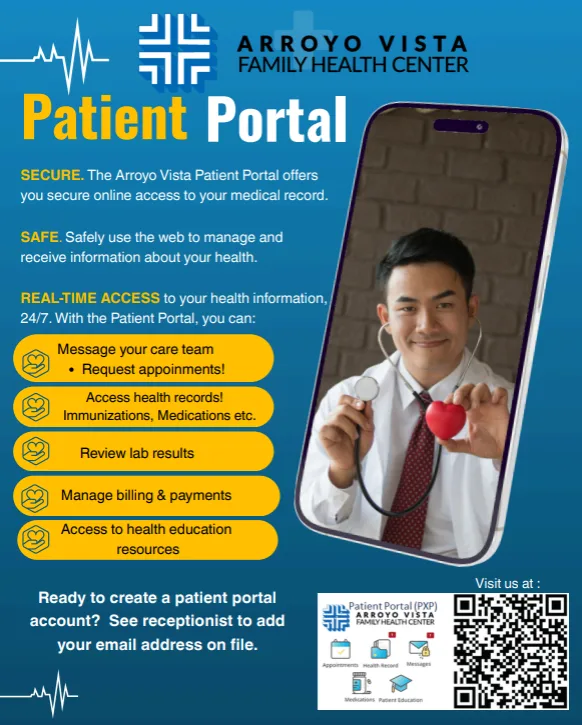 ARROYO VISTA
FAMILY HEALTH CENTER
Patient Portal
SECURE. The Arroyo Vista Patient Portal offers
you secure online access to your medical record.
SAFE. Safely use the web to manage and
receive information about your health.
REAL-TIME ACCESS to your health information,
24/7. With the Patient Portal, you can:
Message your care team
• Request appoinments!
Access health records!
Immunizations, Medications etc.
Review lab results
Manage billing & payments
Access to health education
resources
Ready to create a patient portal
account? See receptionist to add
your email address on file.
Visit us at :
Patient Portal (PXP)
ARROYO VISTA
FAMILY HEALTH CENTER
Appointments Health Record Messages
Medications Patient Education